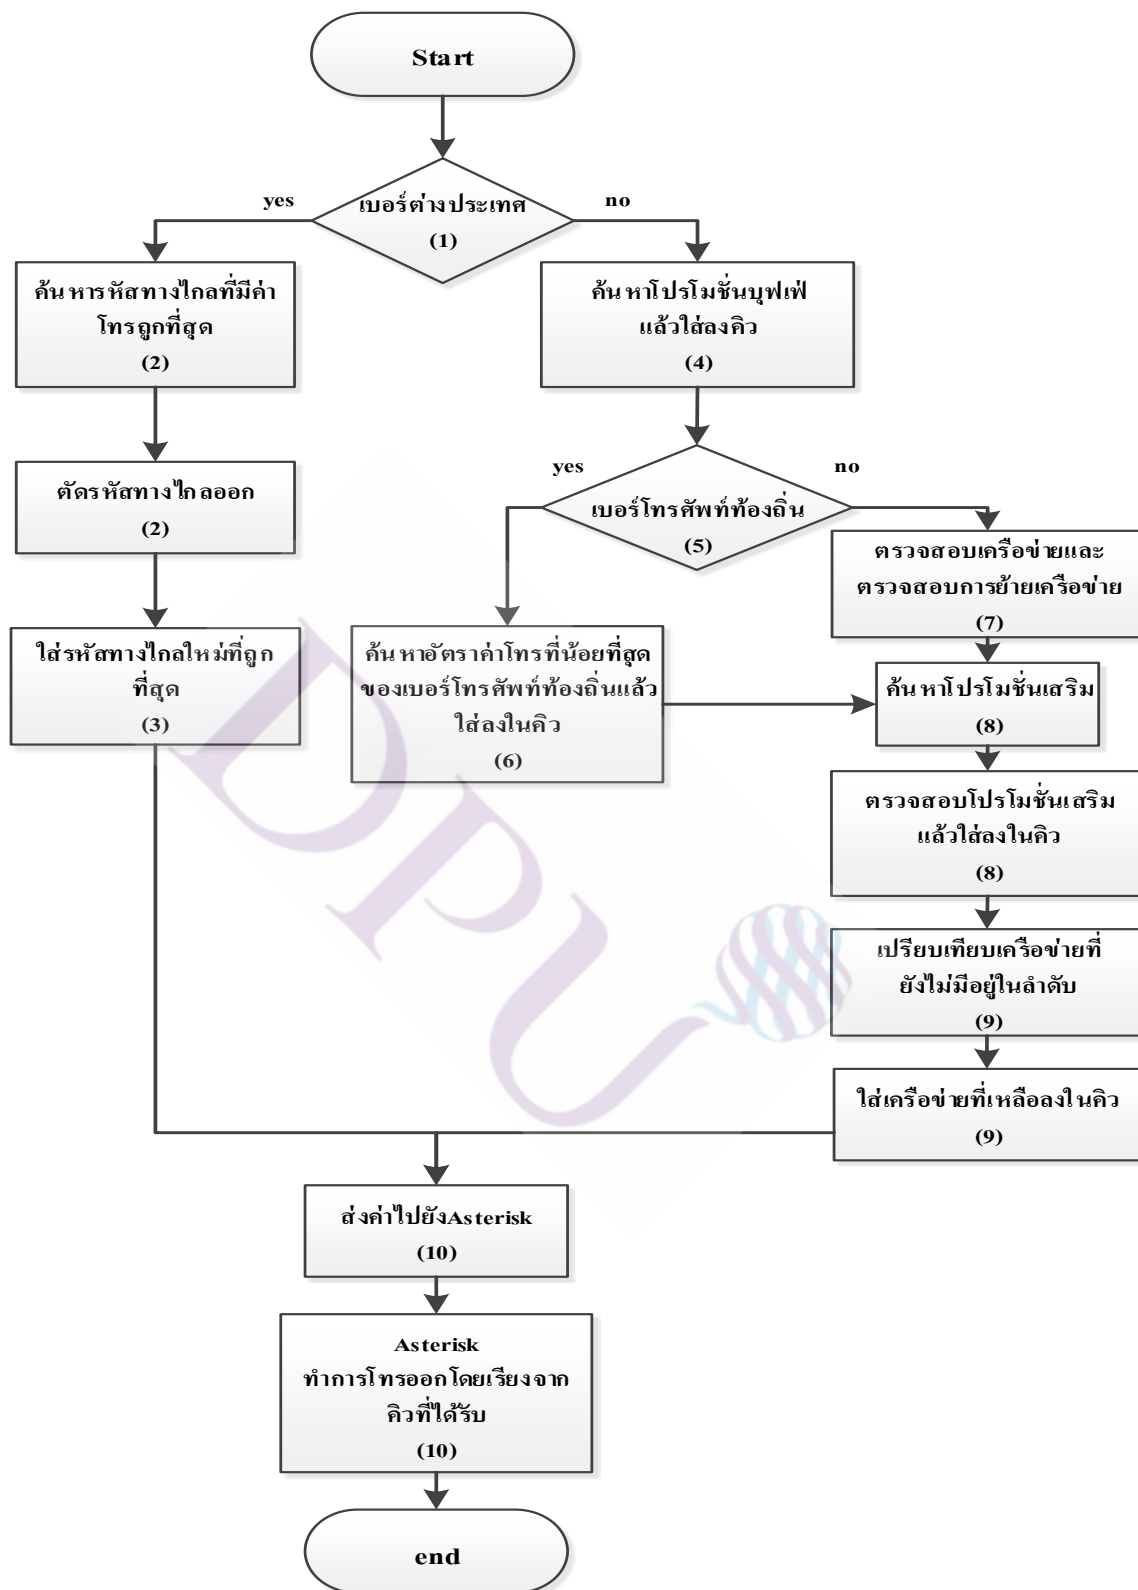 Start
yes
no
เบอร์ต่างประเทศ
(1)
ค้นหารหัสทางไกลที่มีค่า
โทรถูกที่สุด
(2)
ค้นหาโปรโมชั่นบุฟเฟ่
แล้วใส่ลงคิว
(4)
ตัดรหัสทางไกลออก
(2)
yes
no
เบอร์โทรศัพท์ท้องถิ่น
(5)
ตรวจสอบเครือข่ายและ
ตรวจสอบการย้ายเครือข่าย
(7)
ใส่รหัสทางไกลใหม่ที่ถูก
ที่สุด
(3)
ค้นหาอัตราค่าโทรที่น้อยที่สุด
ของเบอร์โทรศัพท์ท้องถิ่นแล้ว
ใส่ลงในคิว
(6)
ค้นหาโปรโมชั่นเสริม
(8)
ตรวจสอบโปรโมชั่นเสริม
แล้วใส่ลงในคิว
(8)
เปรียบเทียบเครือข่ายที่
ยังไม่มีอยู่ในลำดับ
(9)
ใส่เครือข่ายที่เหลือลงในคิว
(9)
ส่งค่าไปยังAsterisk
(10)
Asterisk
ทำการโทรออกโดยเรียงจาก
คิวที่ได้รับ
(10)
end
DPU